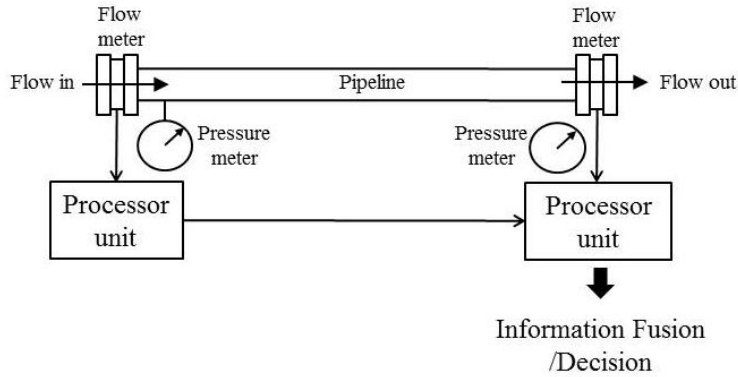 Flow
meter
Flow
meter
Flow in
Pipeline
Flow out
Pressure
meter
Pressure
meter
Processor
unit
Processor
unit
Information Fusion
/Decision